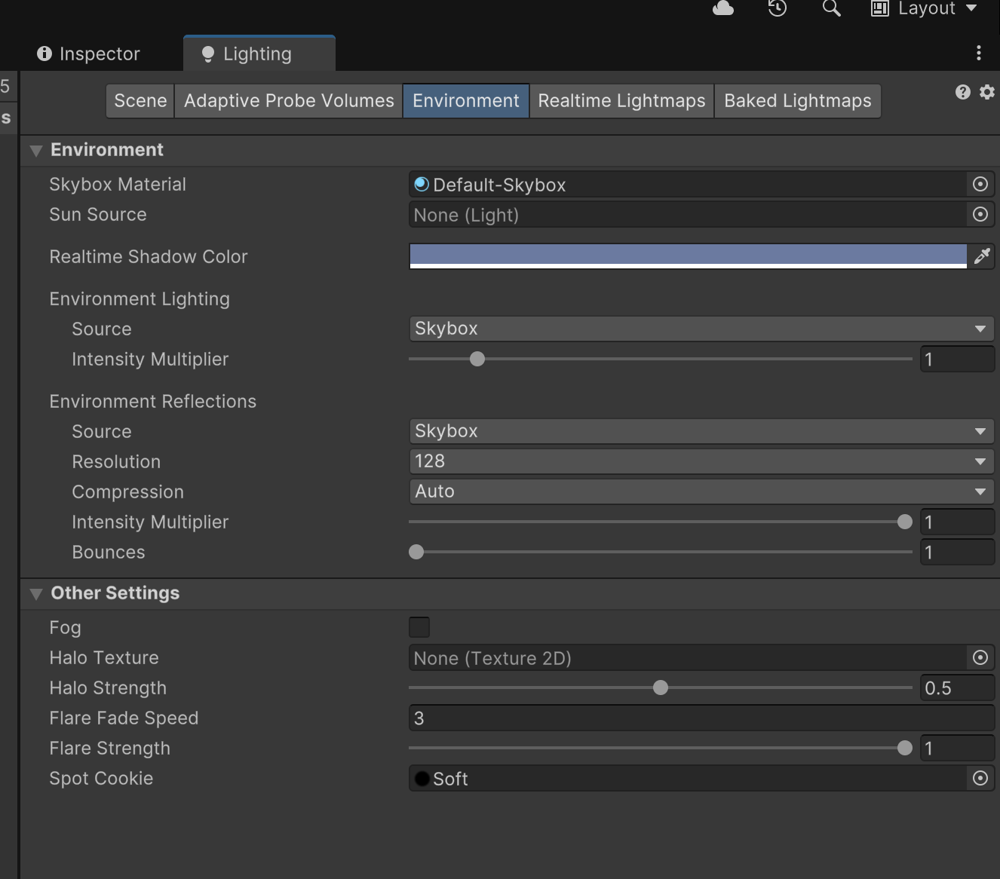 Layout
Inspector
Lighting
5
s
Scene
Adaptive Probe Volumes
Environment
Realtime Lightmaps
Baked Lightmaps
Environment
Skybox Material
Default-Skybox
Sun Source
None (Light)
Realtime Shadow Color
Environment Lighting
Source
Skybox
Intensity Multiplier
1
Environment Reflections
Source
Skybox
Resolution
128
Compression
Auto
Intensity Multiplier
1
Bounces
1
Other Settings
Fog
Halo Texture
None (Texture 2D)
Halo Strength
0.5
Flare Fade Speed
3
Flare Strength
1
Spot Cookie
Soft